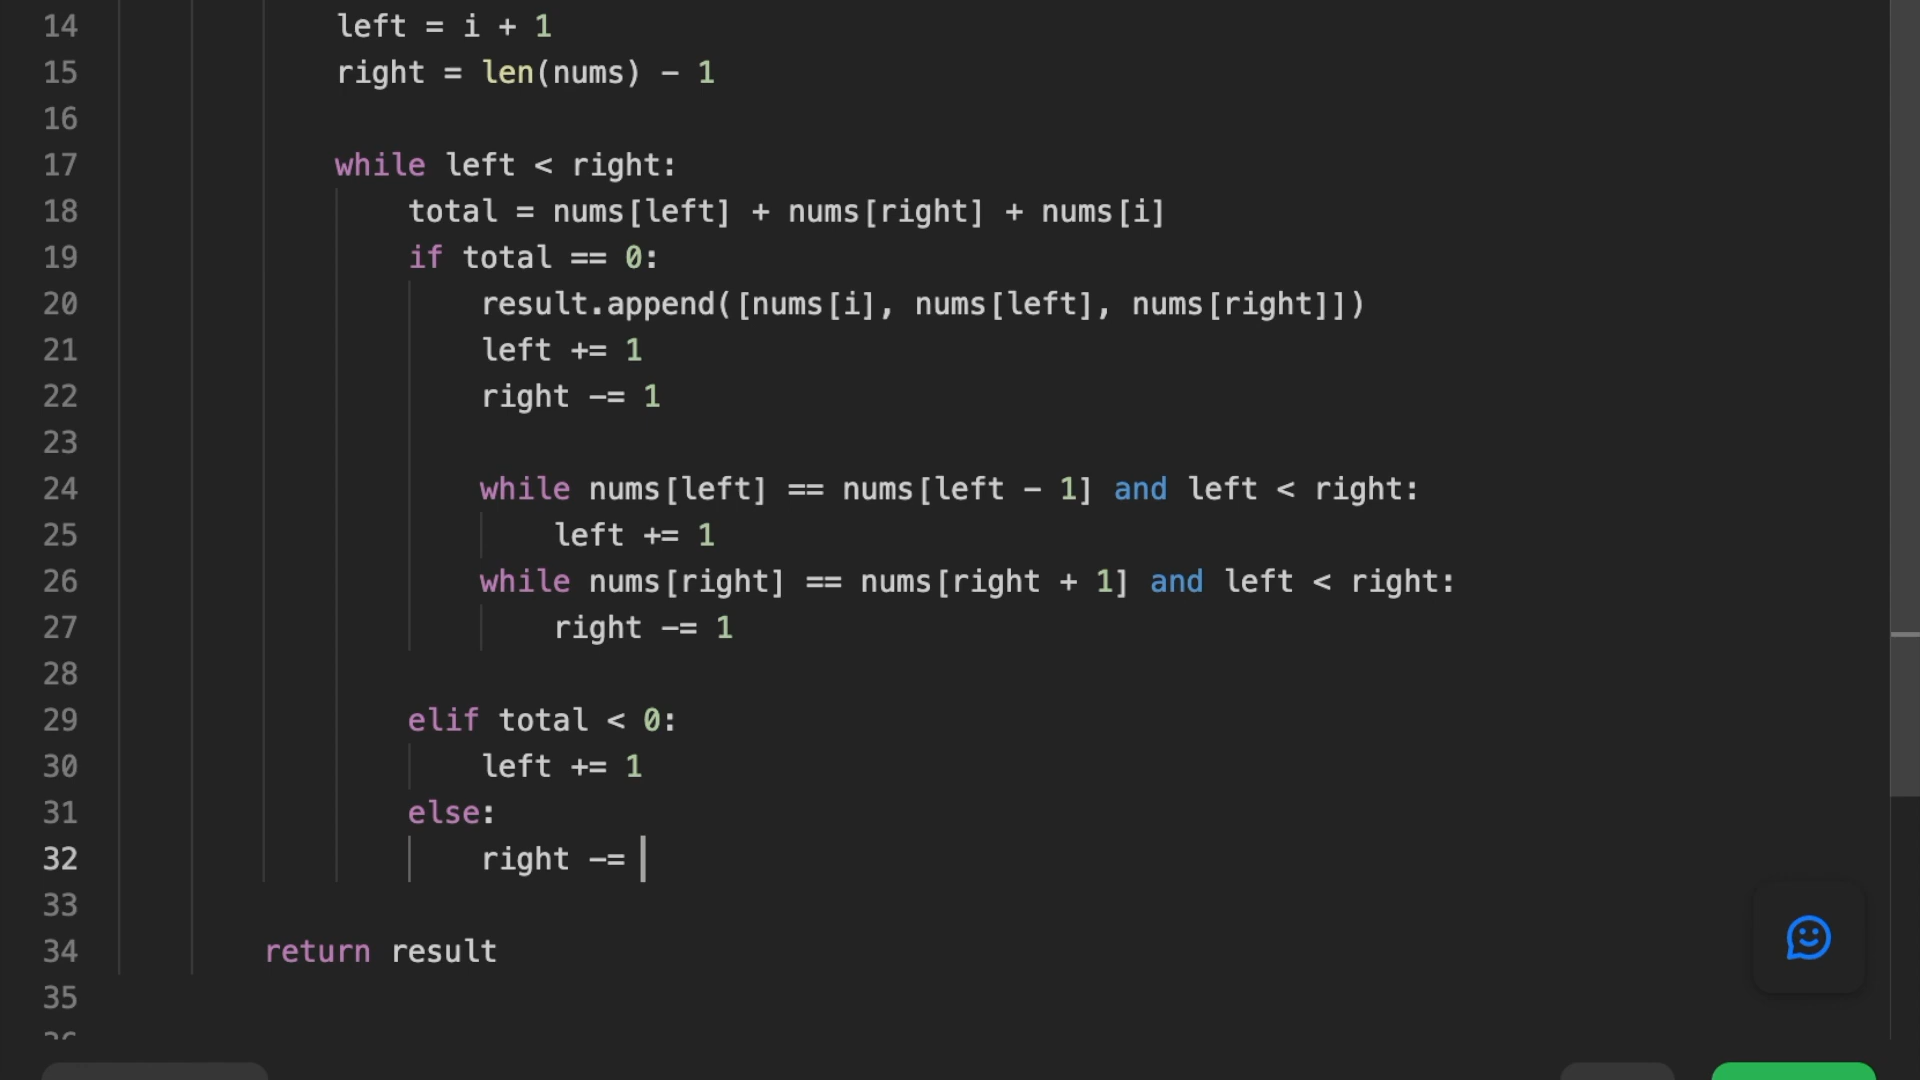 14 left = i + 1
15 right = len(nums) - 1
16
17 while left < right:
18 total = nums[left] + nums[right] + nums[i]
19 if total == 0:
20 result.append([nums[i], nums[left], nums[right]])
21 left += 1
22 right -= 1
23
24 while nums[left] == nums[left - 1] and left < right:
25 left += 1
26 while nums[right] == nums[right + 1] and left < right:
27 right -= 1
28
29 elif total < 0:
30 left += 1
31 else:
32 right -=
33
34 return result
35